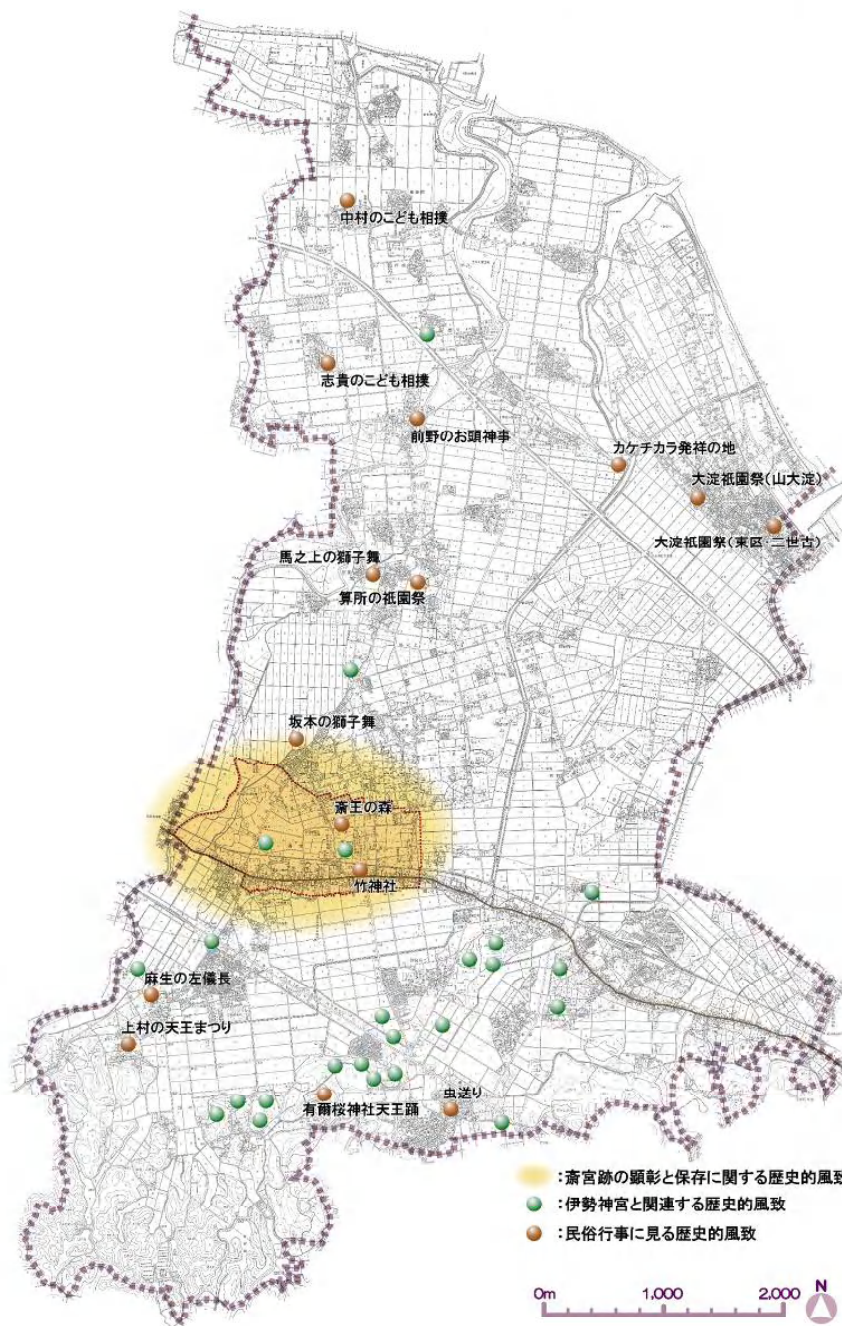 中村のこども相撲
志貴のこども相撲
前野のお頭神事
カケチカラ発祥の地
大淀祇園祭(山大淀)
大淀祇園祭(東区・二世古)
馬之上の獅子舞
算所の祇園祭
坂本の獅子舞
斎王の森
竹神社
麻生の左儀長
上村の天王まつり
有爾桜神社天王踊
虫送り
:斎宮跡の顕彰と保存に関する歴史的風致
:伊勢神宮と関連する歴史的風致
:民俗行事に見る歴史的風致
0m 1,000 2,000 N